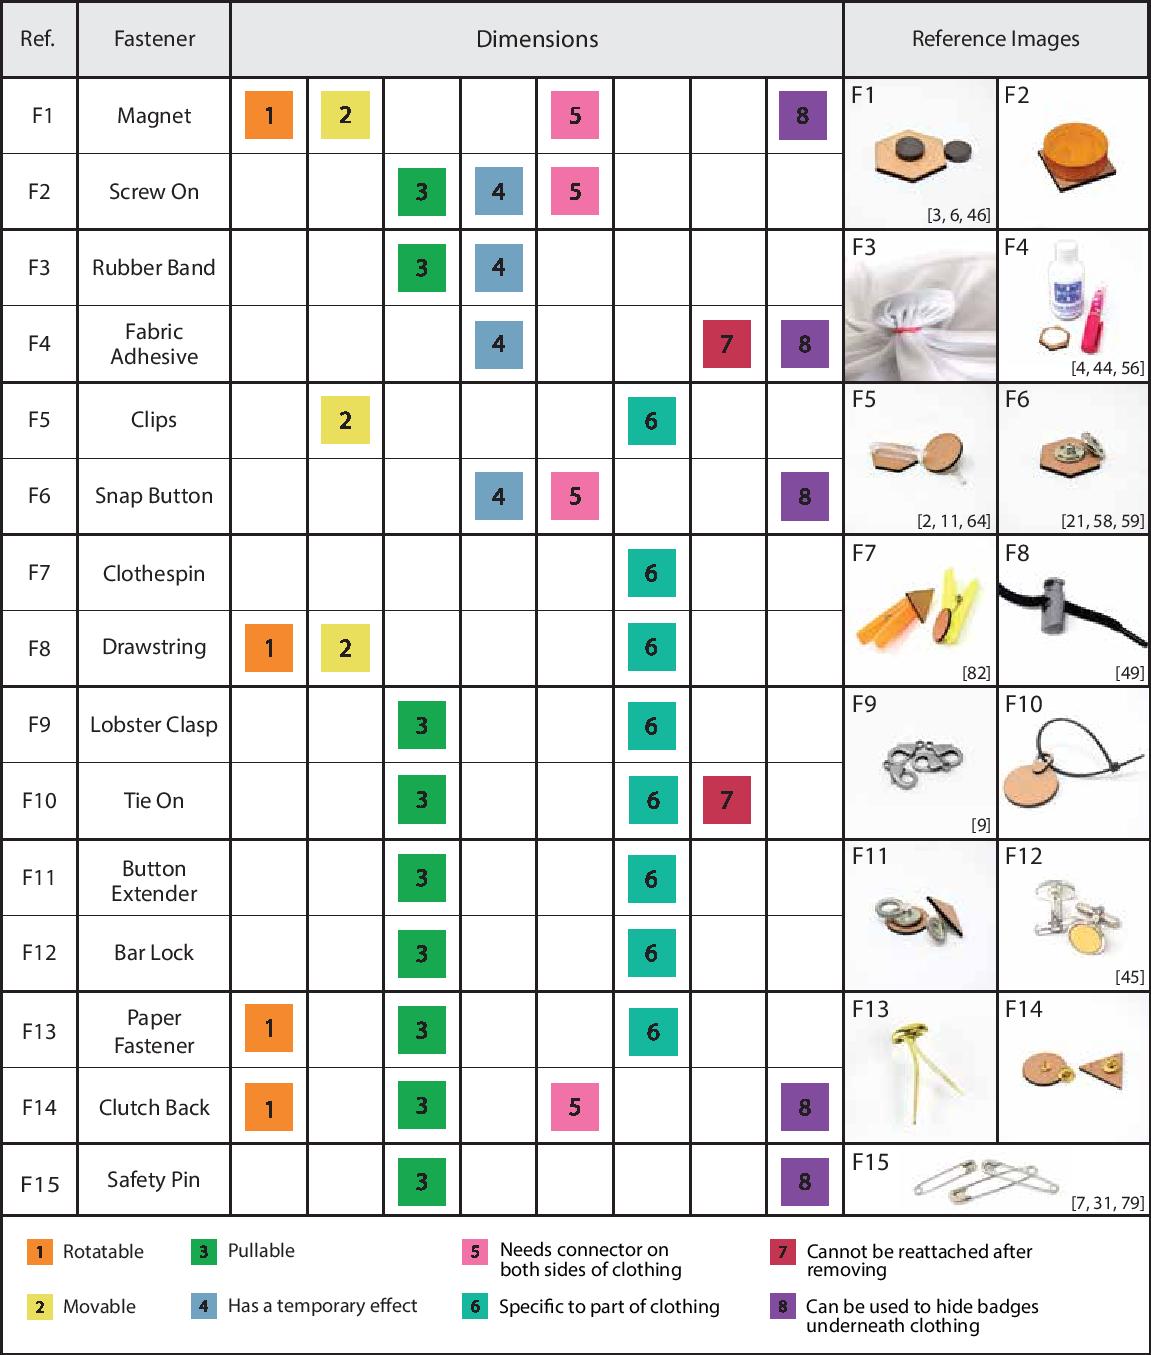 Ref. Fastener Dimensions Reference Images
F1 Magnet 1 2 5 8
F2 Screw On 3 4 5
F3 Rubber Band 3 4
F4 Fabric
Adhesive 4 7 8
F5 Clips 2 6
F6 Snap Button 4 5 8
F7 Clothespin 6
F8 Drawstring 1 2 6
F9 Lobster Clasp 3 6
F10 Tie On 3 6 7
F11 Button
Extender 3 6
F12 Bar Lock 3 6
F13 Paper
Fastener 1 3 6
F14 Clutch Back 1 3 5 8
F15 Safety Pin 3 8
F1 F2
[3, 6, 46]
F3 F4
[4, 44, 56]
F5 F6
[2, 11, 64] [21, 58, 59]
F7 F8
[82] [49]
F9 F10
[9]
F11 F12
[45]
F13 F14
F15
[7, 31, 79]
1 Rotatable
2 Movable
3 Pullable
4 Has a temporary effect
5 Needs connector on
both sides of clothing
6 Specific to part of clothing
7 Cannot be reattached after
removing
8 Can be used to hide badges
underneath clothing